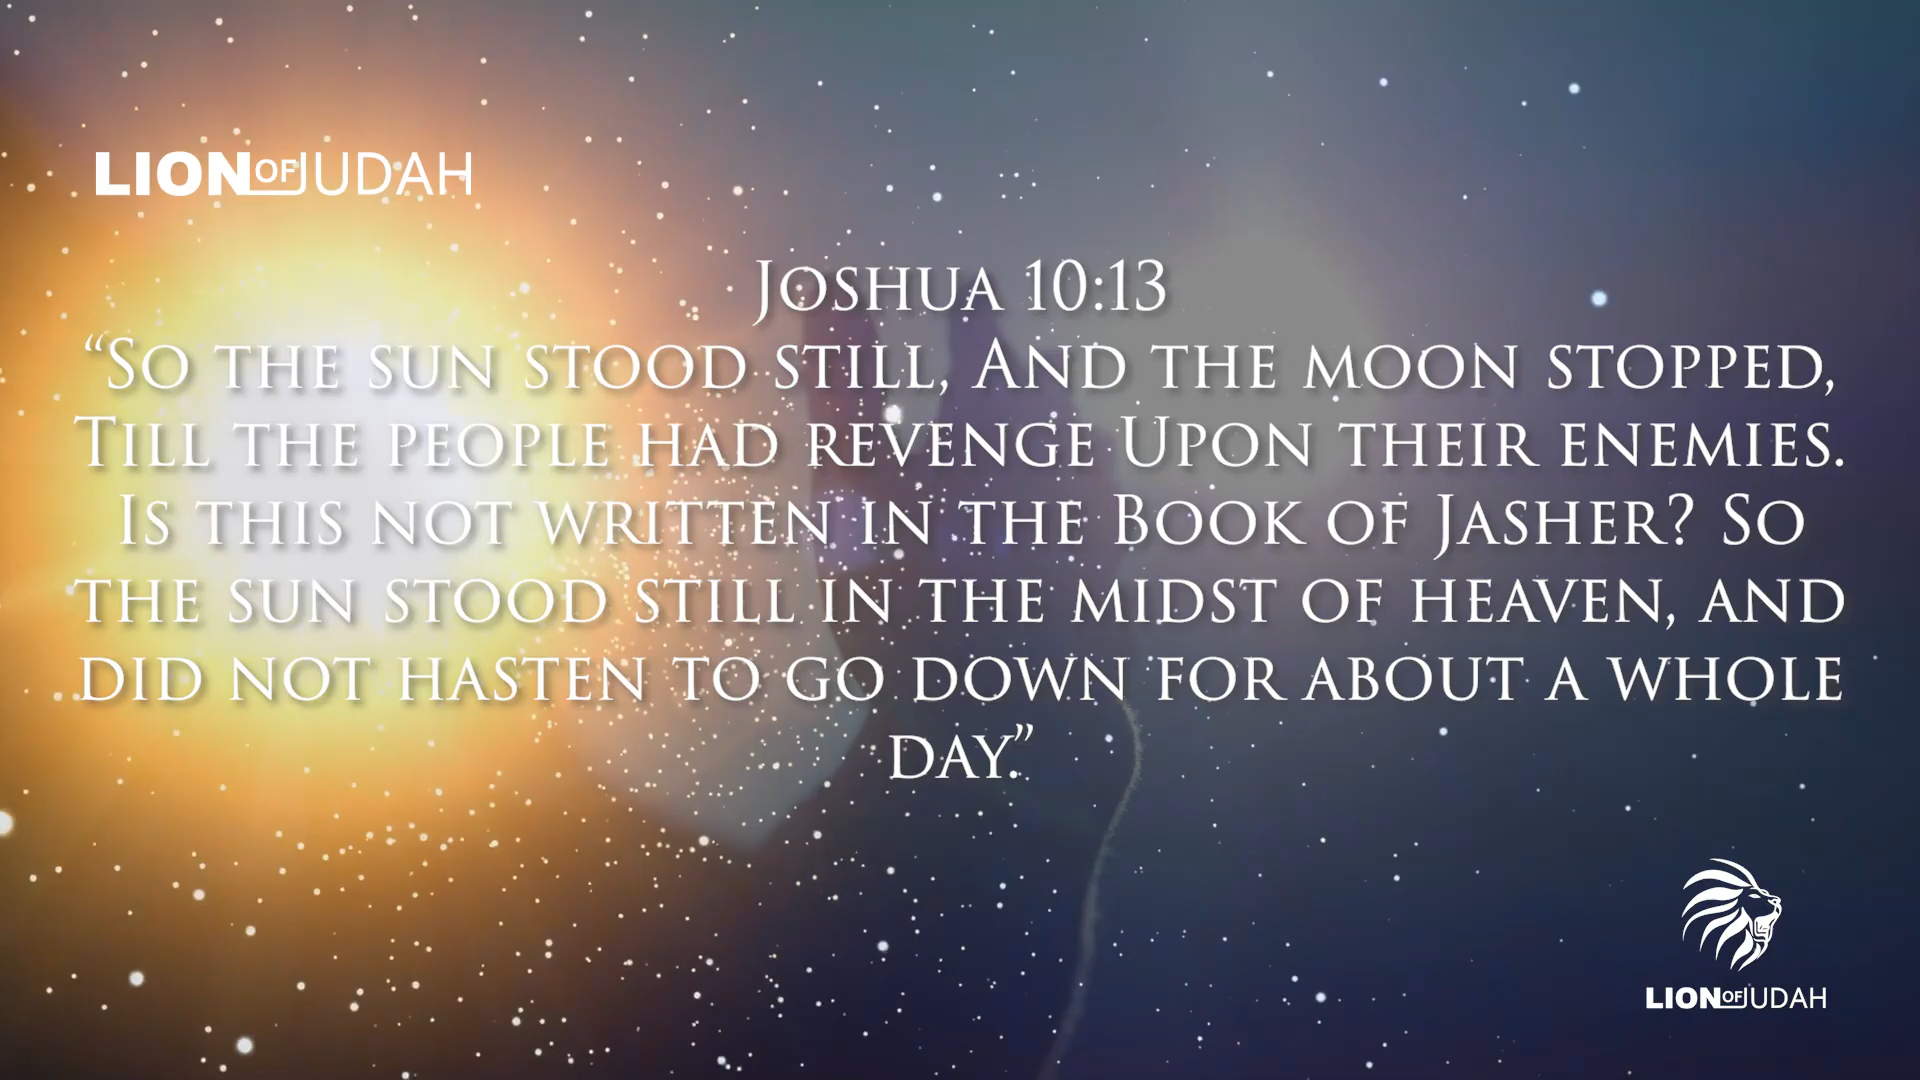 LION OF JUDAH
Joshua 10:13
“So the sun stood still, And the moon stopped,
Till the people had revenge Upon their enemies.
Is this not written in the Book of Jasher? So
the sun stood still in the midst of heaven, and
did not hasten to go down for about a whole
day.”
LION OF JUDAH